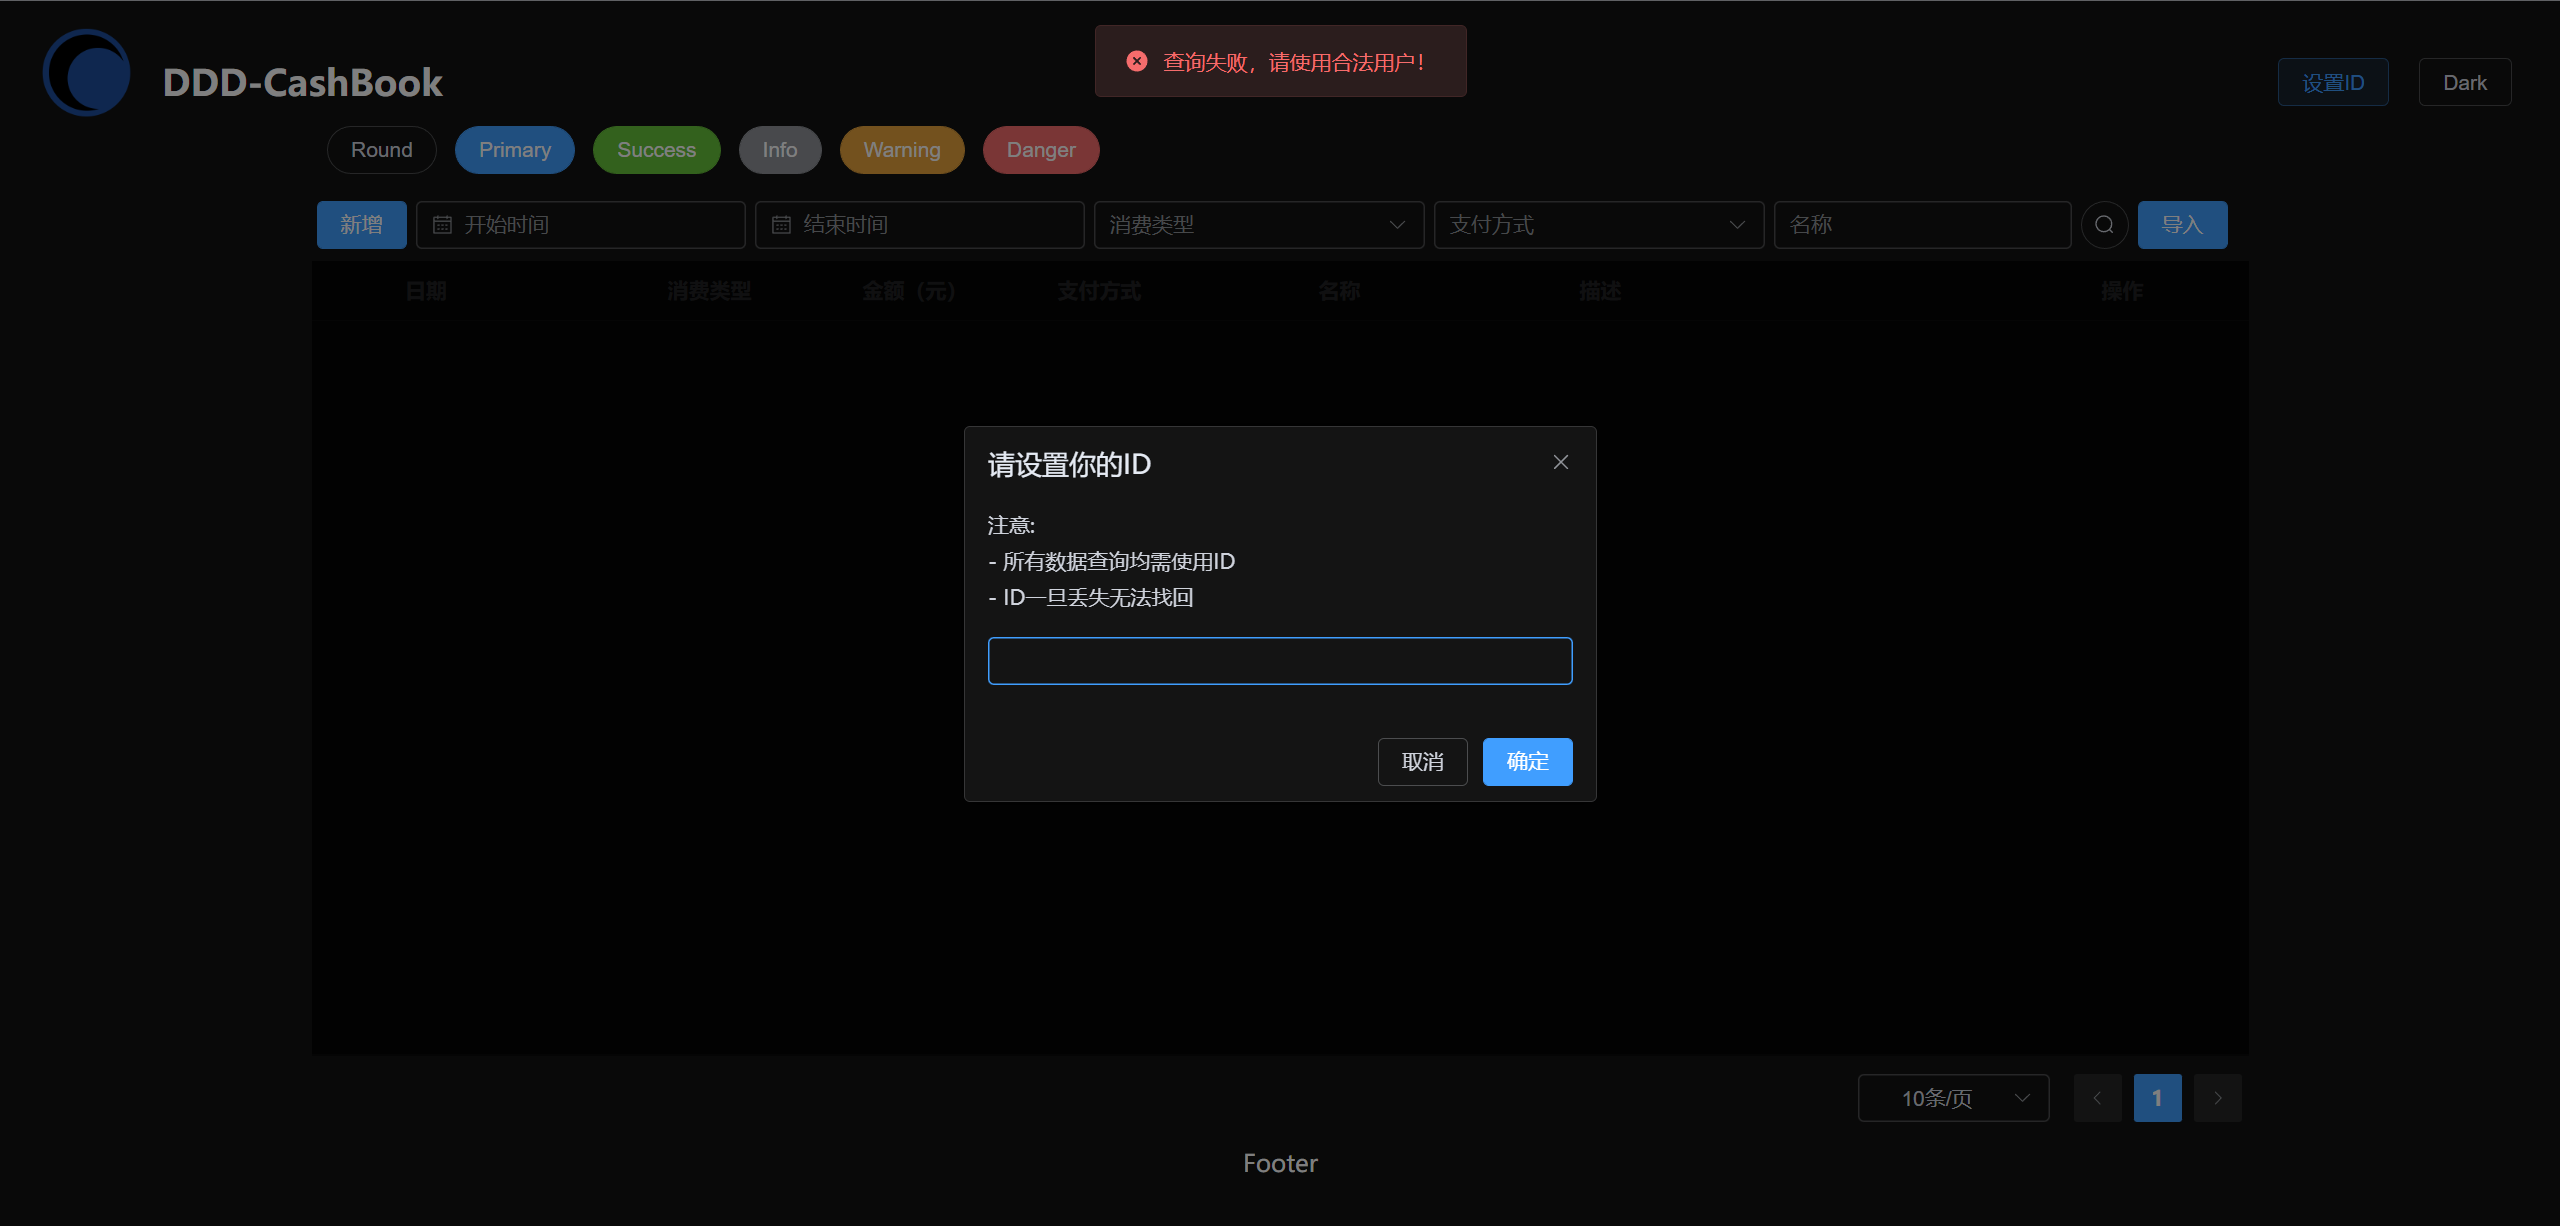 DDD-CashBook
查询失败，请使用合法用户！
设置ID
Dark
Round
Primary
Success
Info
Warning
Danger
新增
开始时间
结束时间
消费类型
支付方式
名称
导入
日期
消费类型
金额（元）
支付方式
名称
描述
操作
请设置你的ID
注意:
- 所有数据查询均需使用ID
- ID一旦丢失无法找回
取消
确定
10条/页
1
Footer